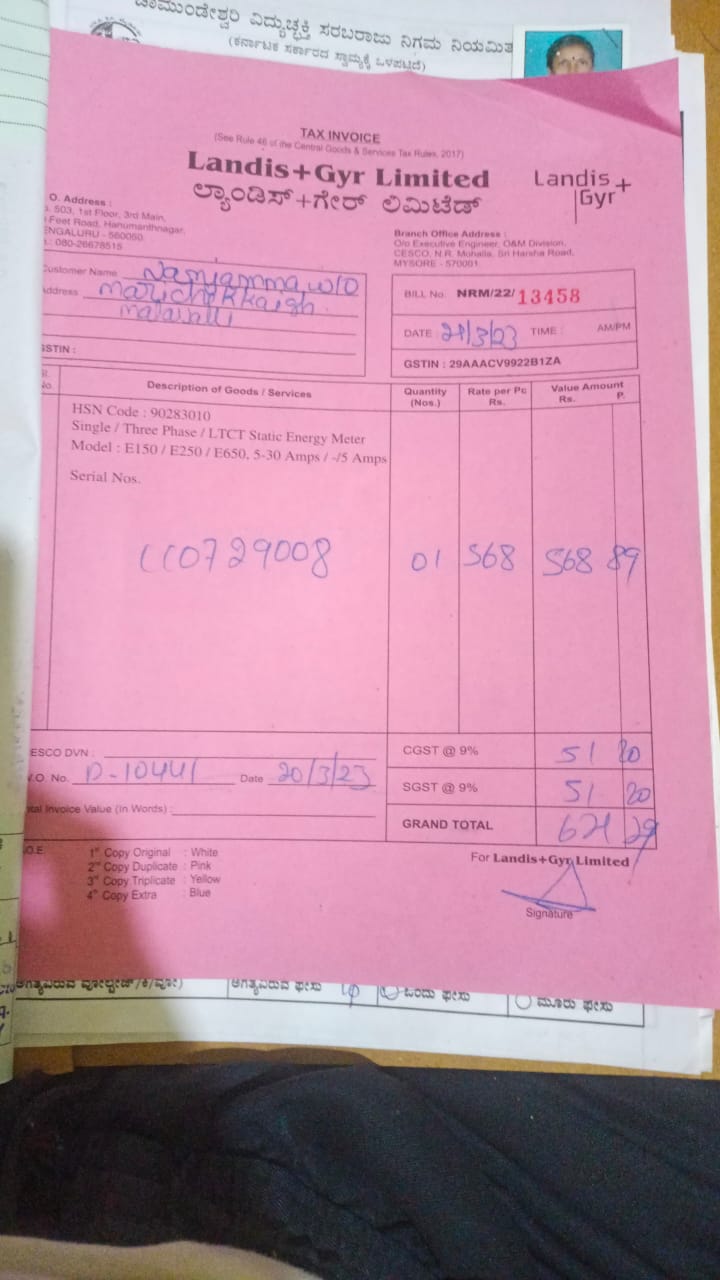 ಚಾಮುಂಡೇಶ್ವರಿ ವಿದ್ಯುಚ್ಛಕ್ತಿ ಸರಬರಾಜು ನಿಗಮ ನಿಯಮಿತ
(ಕರ್ನಾಟಕ ಸರ್ಕಾರದ ಸ್ವಾಮ್ಯಕ್ಕೆ ಒಳಪಟ್ಟಿದೆ)
TAX INVOICE
(See Rule 46 of the Central Goods & Services Tax Rules, 2017)
Landis+Gyr Limited
ಲ್ಯಾಂಡಿಸ್+ಗೇರ್ ಲಿಮಿಟೆಡ್
Landis+
Gyr
O. Address :
503, 1st Floor, 3rd Main,
Feet Road, Hanumanthnagar,
ENGALURU - 560050.
: 080-26678515
Branch Office Address :
O/o Executive Engineer, O&M Division,
CESCO, N.R. Mohalla, Sri Harsha Road,
MYSORE - 570001.
Customer Name Nanjamma W/O
ddress
malavalli
GSTIN :
BILL No. NRM/22/ 13458
DATE : 21/3/23 TIME : AM/PM
GSTIN : 29AAACV9922B1ZA
No. Description of Goods / Services Quantity (Nos.) Rate per Pc Rs. Value Amount Rs. P.
HSN Code : 90283010
Single / Three Phase / LTCT Static Energy Meter
Model : E150 / E250 / E650, 5-30 Amps / -/5 Amps
Serial Nos.
CC0729008 01 568 568 89
ESCO DVN :
CGST @ 9% 51 20
.O. No. D-10441 Date 20/3/23
SGST @ 9% 51 20
tal Invoice Value (In Words)
GRAND TOTAL 671 29
O.E
1st Copy Original : White
2nd Copy Duplicate : Pink
3rd Copy Triplicate : Yellow
4th Copy Extra : Blue
For Landis+Gyr Limited
Signature
ಅಗತ್ಯವಿರುವ ವೋಲ್ಟೇಜ್ ಅಗತ್ಯವಿರುವ ಫೇಸು ಒಂದು ಫೇಸು ಮೂರು ಫೇಸು